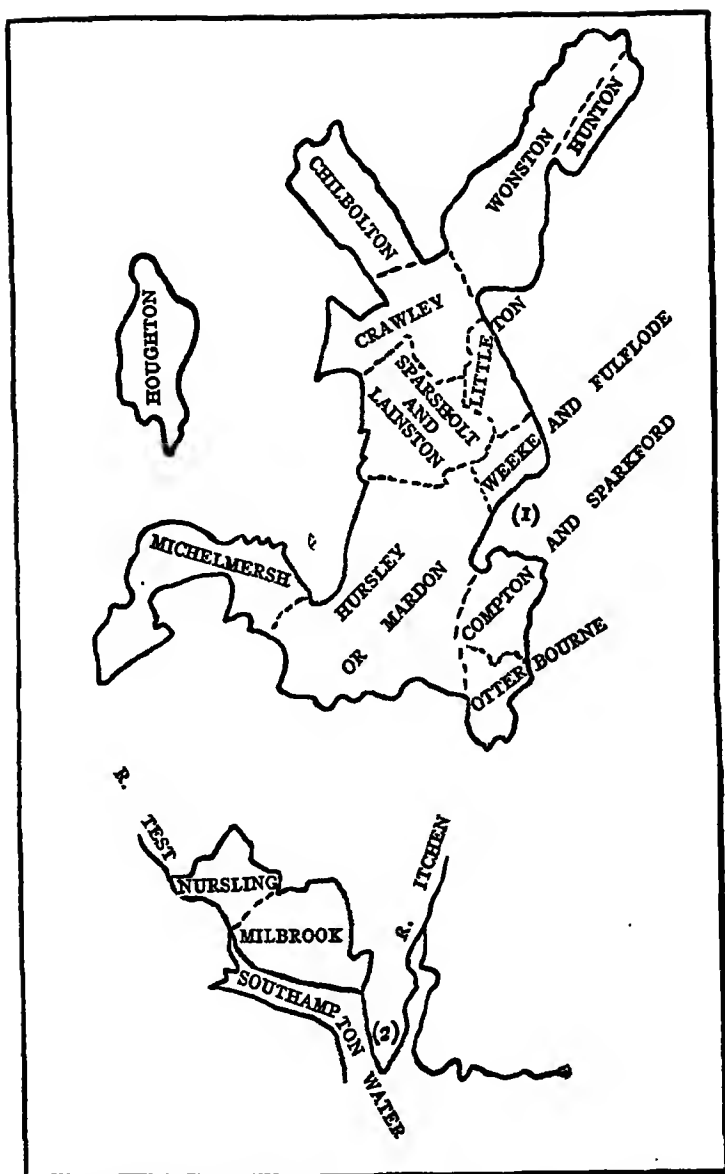 WONSTON
HUNTON
CHILBOLTON
HOUGHTON
CRAWLEY
LITTLETON
SPARSHOLT
AND
LAINSTON
WEEKE AND FULFLODE
(1)
MICHELMERSH
HURSLEY
OR MARDON
COMPTON AND SPARKFORD
OTTERBOURNE
R. TEST
NURSLING
R. ITCHEN
MILBROOK
SOUTHAMPTON WATER
(2)